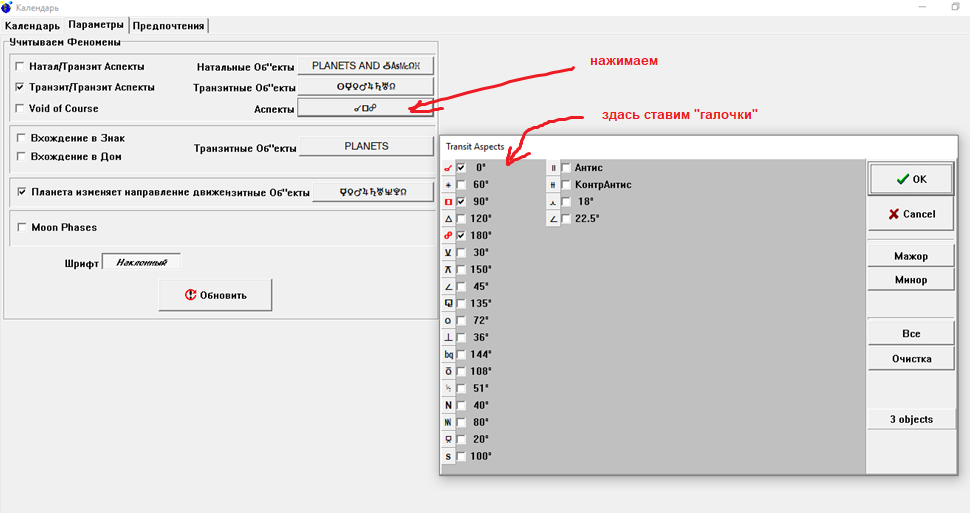 Календарь
Календарь Параметры Предпочтения
Учитываем Феномены
Натал/Транзит Аспекты Натальные Об"екты PLANETS AND ⚷AsMc☊☋
Транзит/Транзит Аспекты Транзитные Об"екты ☉☿♀♂♃♄♅☊
Void of Course Аспекты ☌□☍
Вхождение в Знак
Вхождение в Дом
Транзитные Об"екты PLANETS
Планета изменяет направление движензитные Об"екты ☿♀♂♃♄♅♆☊
Moon Phases
Шрифт Наклонный
Обновить
нажимаем
здась ставим "галочки"
Transit Aspects
0°
60°
90°
120°
180°
30°
150°
45°
135°
72°
36°
bq 144°
108°
51°
N 40°
80°
20°
S 100°
Антис
КонтрАнтис
18°
22.5°
OK
Cancel
Мажор
Минор
Все
Очистка
3 objects